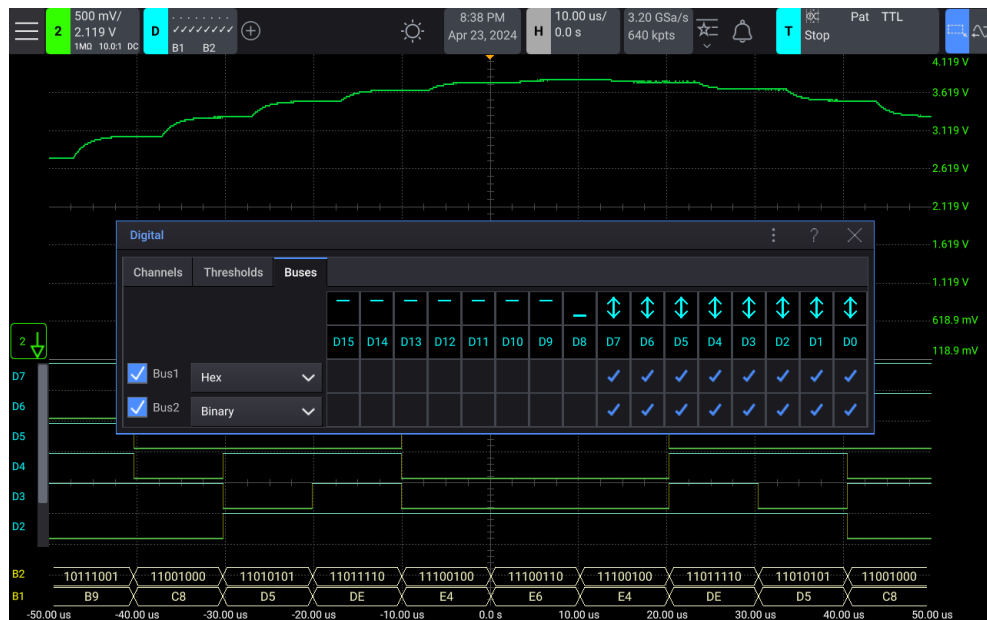 2
500 mV/
2.119 V
1MΩ 10.0:1 DC
D
B1 B2
8:38 PM
Apr 23, 2024
H
10.00 us/
0.0 s
3.20 GSa/s
640 kpts
T
Stop
Pat TTL
4.119 V
3.619 V
3.119 V
2.619 V
2.119 V
1.619 V
1.119 V
618.9 mV
118.9 mV
Digital
?
Channels Thresholds Buses
D15 D14 D13 D12 D11 D10 D9 D8 D7 D6 D5 D4 D3 D2 D1 D0
Bus1 Hex
Bus2 Binary
2
D7
D6
D5
D4
D3
D2
B2 10111001 11001000 11010101 11011110 11100100 11100110 11100100 11011110 11010101 11001000
B1 B9 C8 D5 DE E4 E6 E4 DE D5 C8
-50.00 us -40.00 us -30.00 us -20.00 us -10.00 us 0.0 s 10.00 us 20.00 us 30.00 us 40.00 us 50.00 us